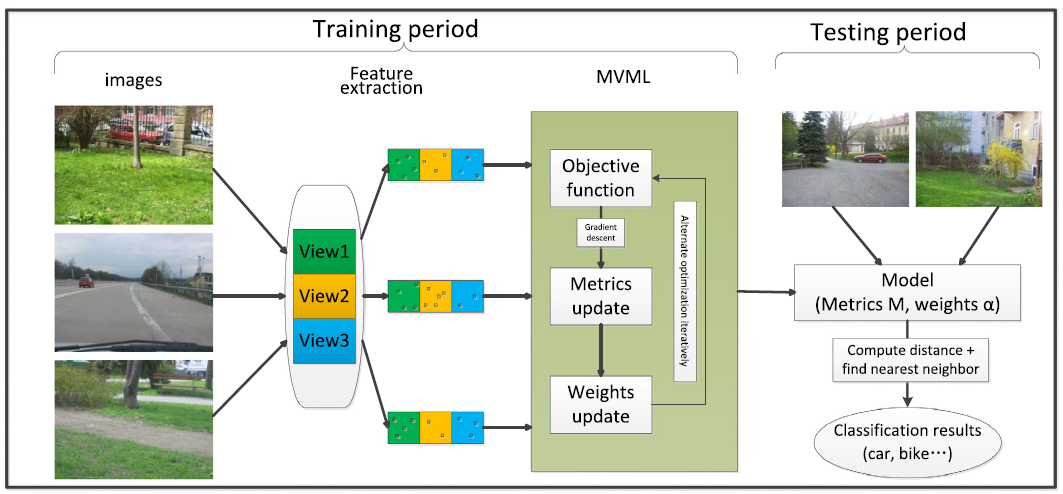 Training period
Testing period
images
Feature
extraction
MVML
View1
View2
View3
Objective
function
Gradient
descent
Metrics
update
Weights
update
Alternate optimization iteratively
Model
(Metrics M, weights α)
Compute distance +
find nearest neighbor
Classification results
(car, bike⋯)